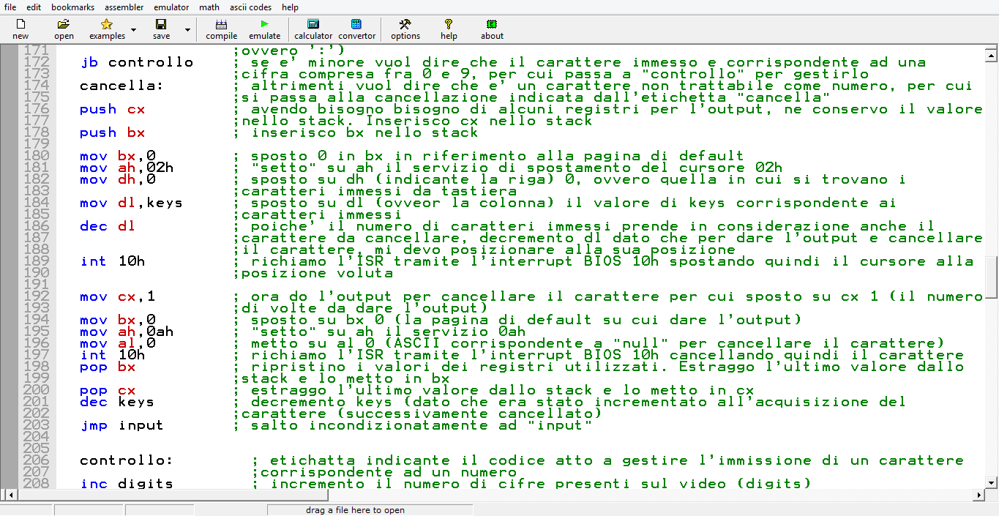 file edit bookmarks assembler emulator math ascii codes help
new open examples save compile emulate calculator convertor options help about
171 ;ovvero ':')
172 jb controllo ; se e' minore vuol dire che il carattere immesso e corrispondente ad una
173 ;cifra compresa fra 0 e 9, per cui passa a "controllo" per gestirlo
174 cancella: ; altrimenti vuol dire che e' un carattere non trattabile come numero, per cui
175 ;si passa alla cancellazione indicata dall'etichetta "cancella"
176 push cx ; avendo bisogno bisogno di alcuni registri per l'output, ne conservo il valore
177 ;nello stack. Inserisco cx nello stack
178 push bx ; inserisco bx nello stack
179
180 mov bx,0 ; sposto 0 in bx in riferimento alla pagina di default
181 mov ah,02h ; "setto" su ah il servizio di spostamento del cursore 02h
182 mov dh,0 ; sposto su dh (indicante la riga) 0, ovvero quella in cui si trovano i
183 ;caratteri immessi da tastiera
184 mov dl,keys ; sposto su dl (ovveor la colonna) il valore di keys corrispondente ai
185 ;caratteri immessi
186 dec dl ; poiche' il numero di caratteri immessi prende in considerazione anche il
187 ;carattere da cancellare, decremento dl dato che per dare l'output e cancellare
188 ;il carattere, mi devo posizionare alla sua posizione
189 int 10h ; richiamo l'ISR tramite l'interrupt BIOS 10h spostando quindi il cursore alla
190 ;posizione voluta
191
192 mov cx,1 ; ora do l'output per cancellare il carattere per cui sposto su cx 1 (il numero
193 ;di volte da dare l'output)
194 mov bx,0 ; sposto su bx 0 (la pagina di default su cui dare l'output)
195 mov ah,0ah ; "setto" su ah il servizio 0ah
196 mov al,0 ; metto su al 0 (ASCII corrispondente a "null" per cancellare il carattere)
197 int 10h ; richiamo l'ISR tramite l'interrupt BIOS 10h cancellando quindi il carattere
198 pop bx ; ripristino i valori dei registri utilizzati. Estraggo l'ultimo valore dallo
199 ;stack e lo metto in bx
200 pop cx ; estraggo l'ultimo valore dallo stack e lo metto in cx
201 dec keys ; decremento keys (dato che era stato incrementato all'acquisizione del
202 ;carattere (successivamente cancellato)
203 jmp input ; salto incondizionatamente ad "input"
204
205
206 controllo: ; etichatta indicante il codice atto a gestire l'immissione di un carattere
207 ;corrispondente ad un numero
208 inc digits ; incremento il numero di cifre presenti sul video (digits)
drag a file here to open